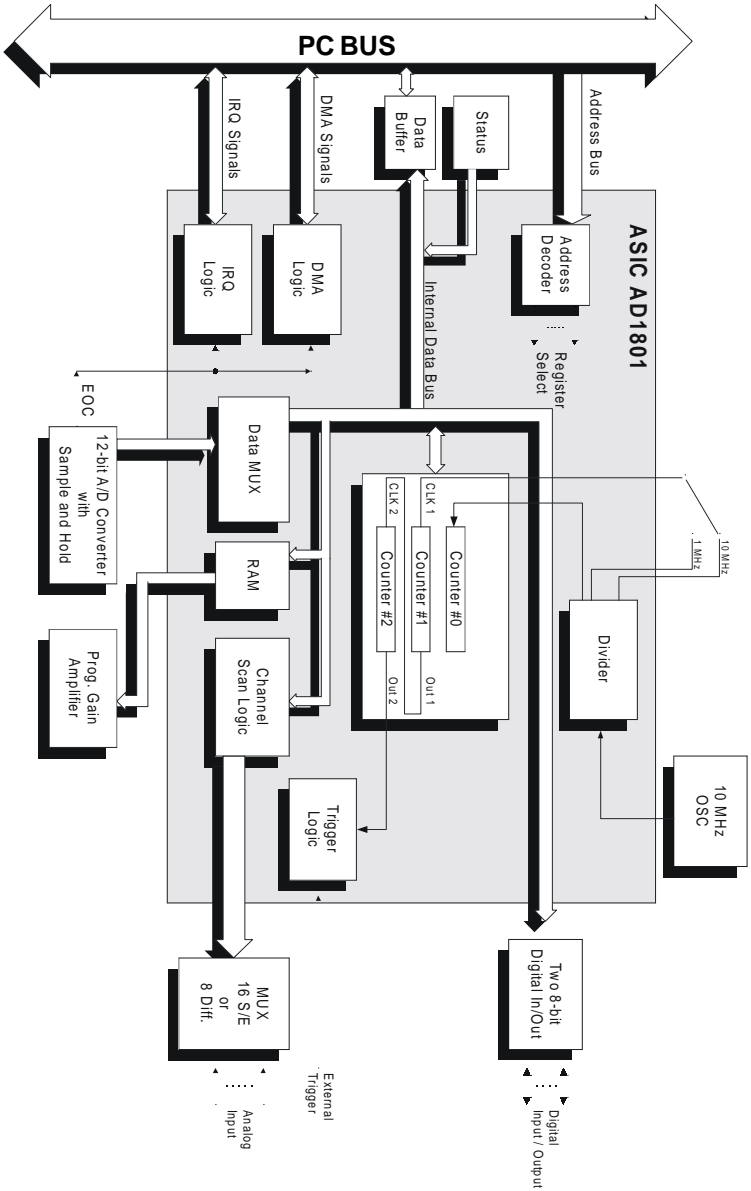 PC BUS
IRQ Signals
DMA Signals
Data
Buffer
Status
Address Bus
ASIC AD1801
IRQ
Logic
DMA
Logic
Internal Data Bus
Address
Decoder
Register
Select
EOC
12-bit A/D Converter
with
Sample and Hold
Data MUX
CLK 2
CLK 1
Counter #2
Counter #1
Counter #0
Out 2
Out 1
1 MHz
10 MHz
RAM
Divider
Prog. Gain
Amplifier
Channel
Scan Logic
Trigger
Logic
10 MHz
OSC
MUX
16 S/E
or
8 Diff.
Two 8-bit
Digital In/Out
External
Trigger
Analog
Input
Digital
Input / Output